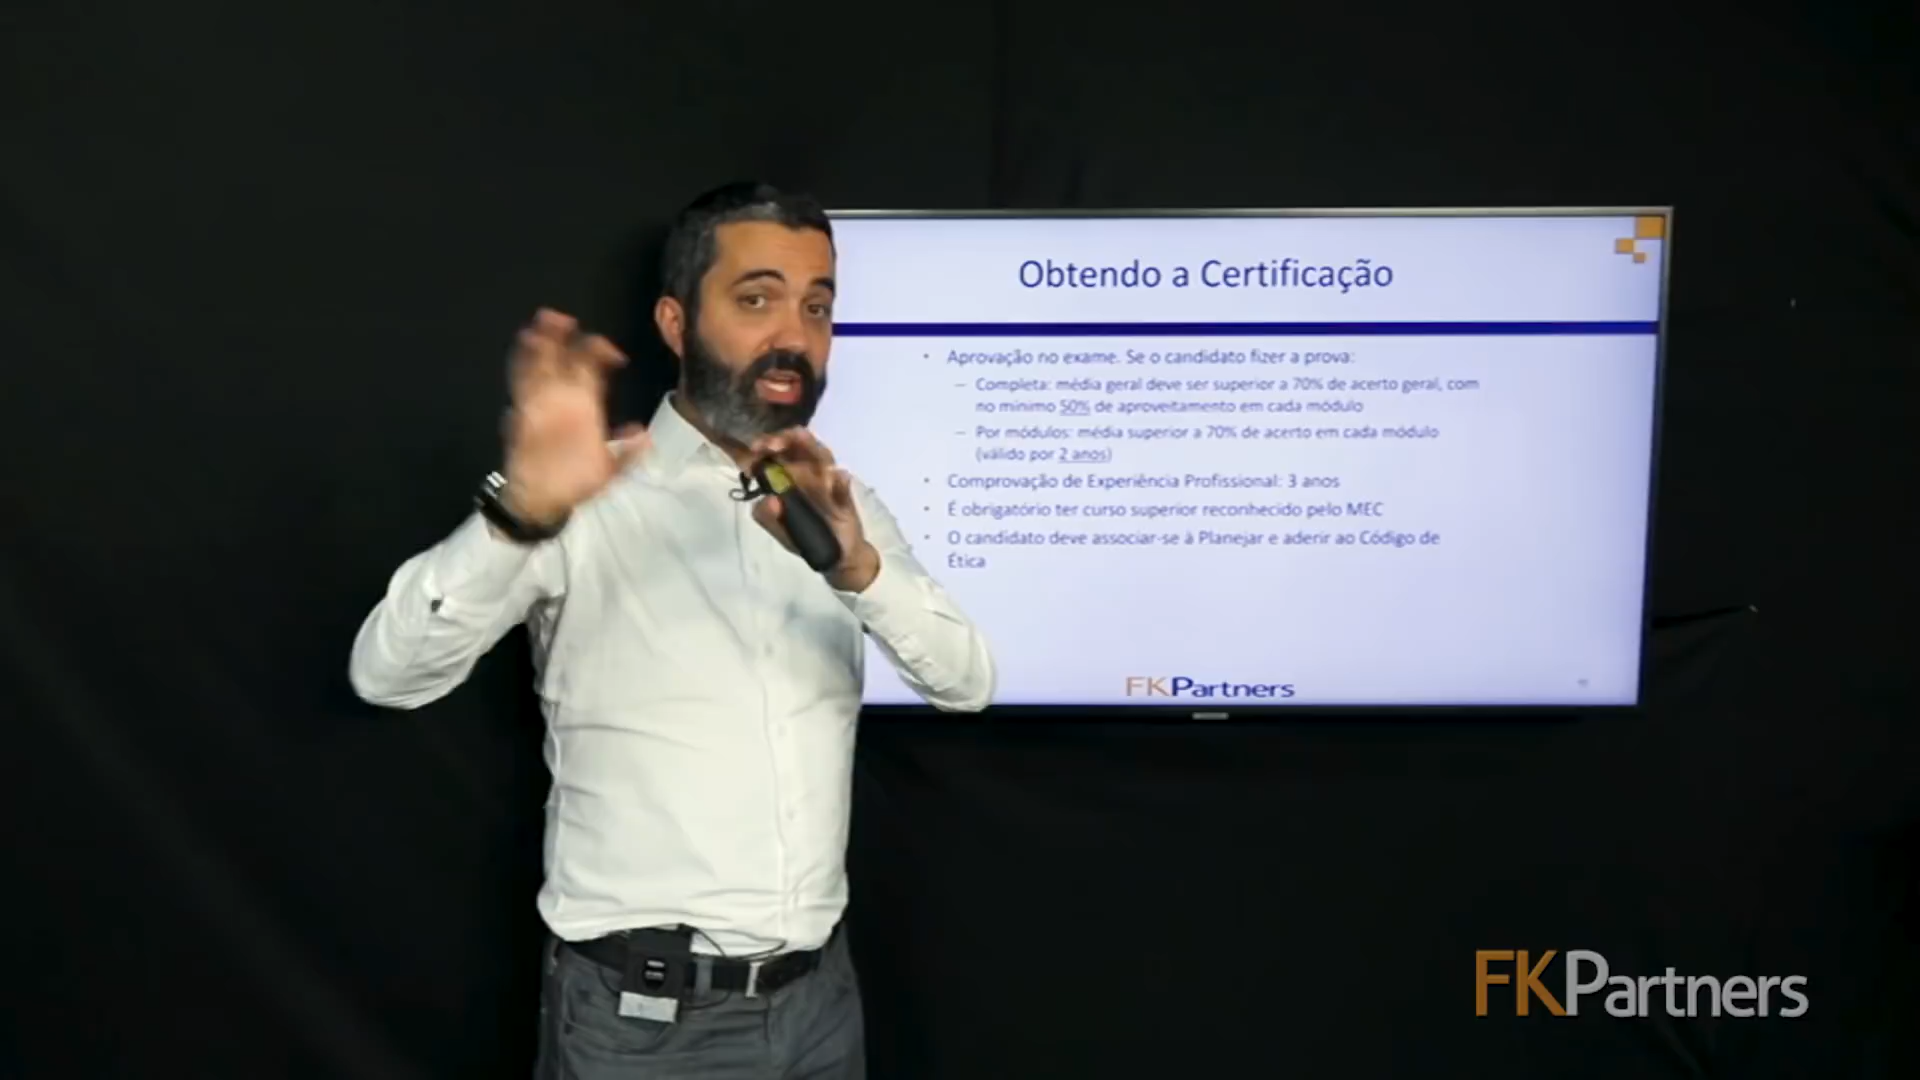 Obtendo a Certificação
• Aprovação no exame. Se o candidato fizer a prova:
– Completa: média geral deve ser superior a 70% de acerto geral, com
no mínimo 50% de aproveitamento em cada módulo
– Por módulos: média superior a 70% de acerto em cada módulo
(válido por 2 anos)
• Comprovação de Experiência Profissional: 3 anos
• É obrigatório ter curso superior reconhecido pelo MEC
• O candidato deve associar-se à Planejar e aderir ao Código de
Ética
FKPartners
FKPartners